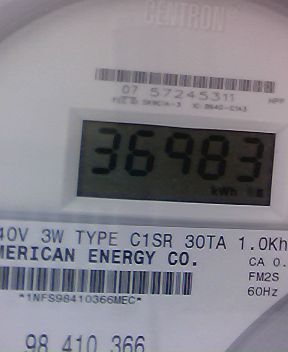 CENTRON
07 57245311
36983
kWh
40V 3W TYPE C1SR 30TA 1.0Kh
MERICAN ENERGY CO.
CA 0.
FM2S
*1NFS98410366MEC*
60Hz
98 410 366